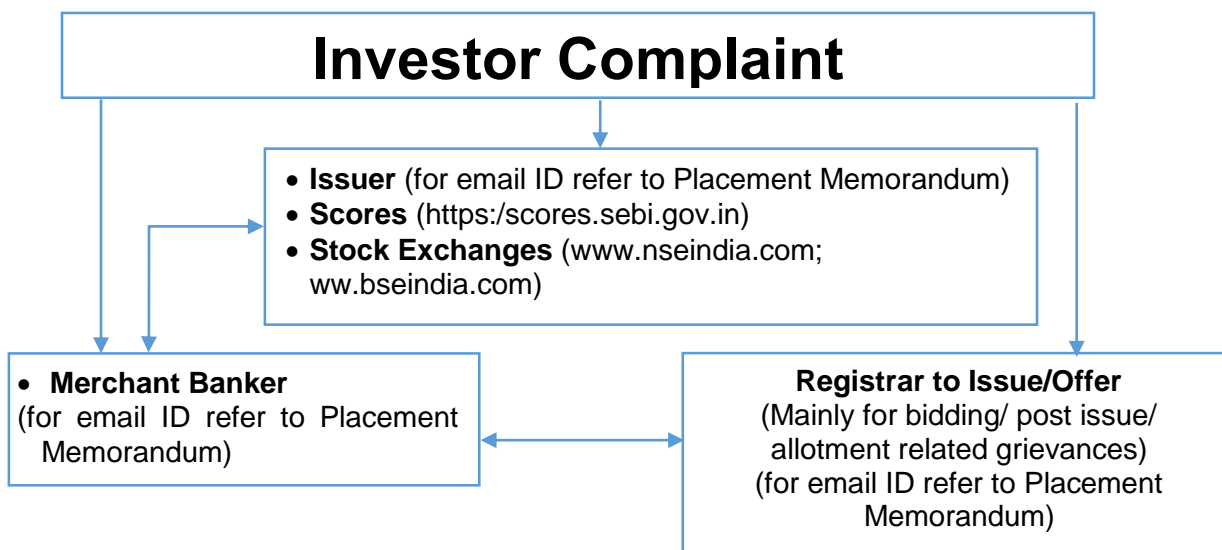 Investor Complaint
• Issuer (for email ID refer to Placement Memorandum)
• Scores (https:/scores.sebi.gov.in)
• Stock Exchanges (www.nseindia.com;
ww.bseindia.com)
• Merchant Banker
(for email ID refer to Placement
Memorandum)
Registrar to Issue/Offer
(Mainly for bidding/ post issue/
allotment related grievances)
(for email ID refer to Placement
Memorandum)